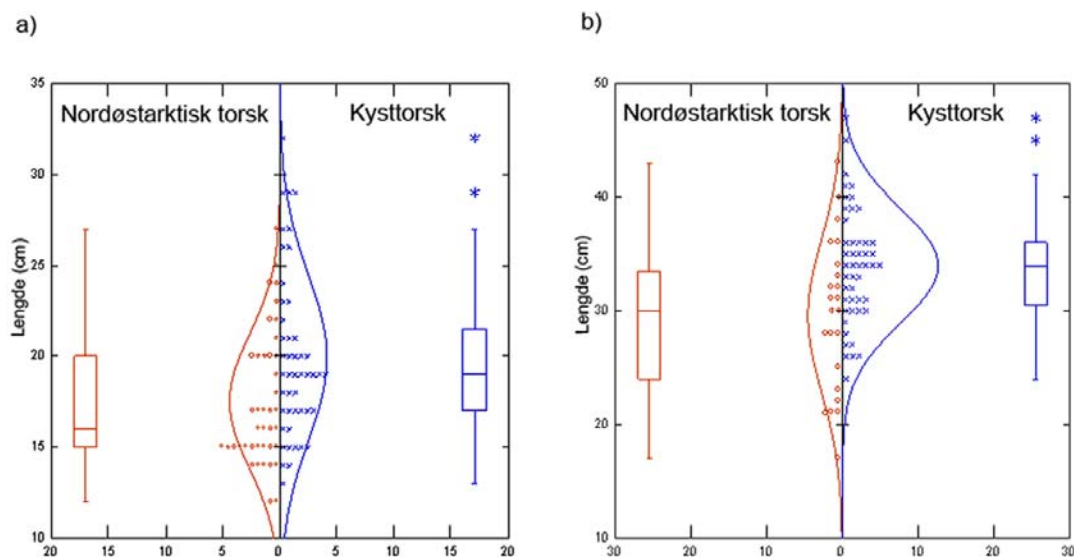 a)
b)
35
30
25
20
15
10
Lengde (cm)
Nordøstarktisk torsk
Kysttorsk
20 15 10 5 0 5 10 15 20
50
40
30
20
10
Lengde (cm)
Nordøstarktisk torsk
Kysttorsk
30 20 10 0 10 20 30